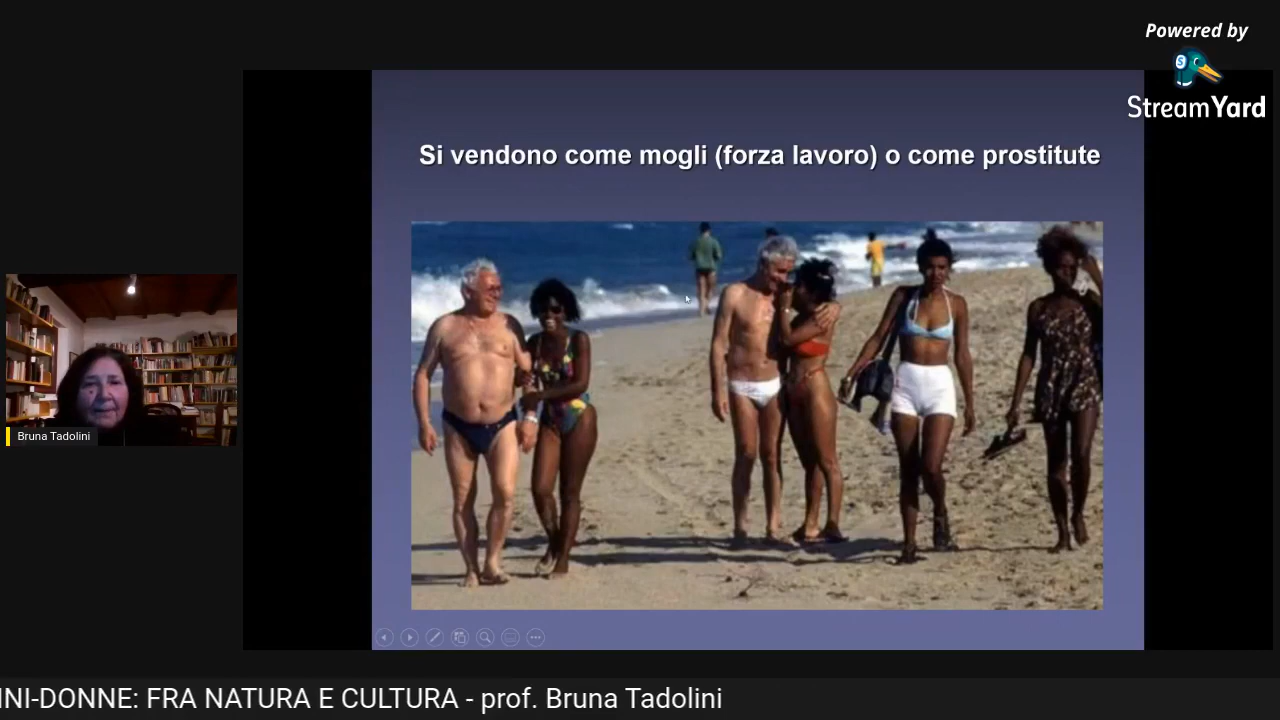 Powered by
StreamYard
Si vendono come mogli (forza lavoro) o come prostitute
Bruna Tadolini
INI-DONNE: FRA NATURA E CULTURA - prof. Bruna Tadolini